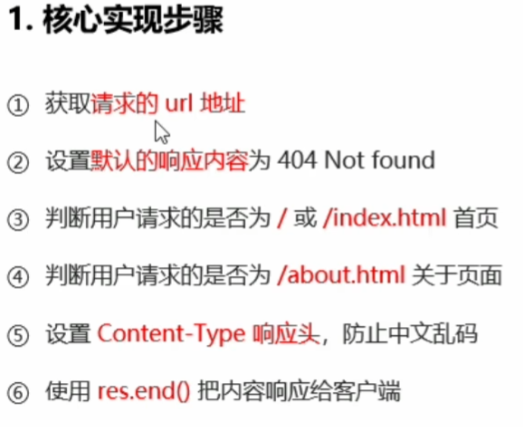 1. 核心实现步骤
① 获取请求的 url 地址
② 设置默认的响应内容为 404 Not found
③ 判断用户请求的是否为 / 或 /index.html 首页
④ 判断用户请求的是否为 /about.html 关于页面
⑤ 设置 Content-Type 响应头，防止中文乱码
⑥ 使用 res.end() 把内容响应给客户端